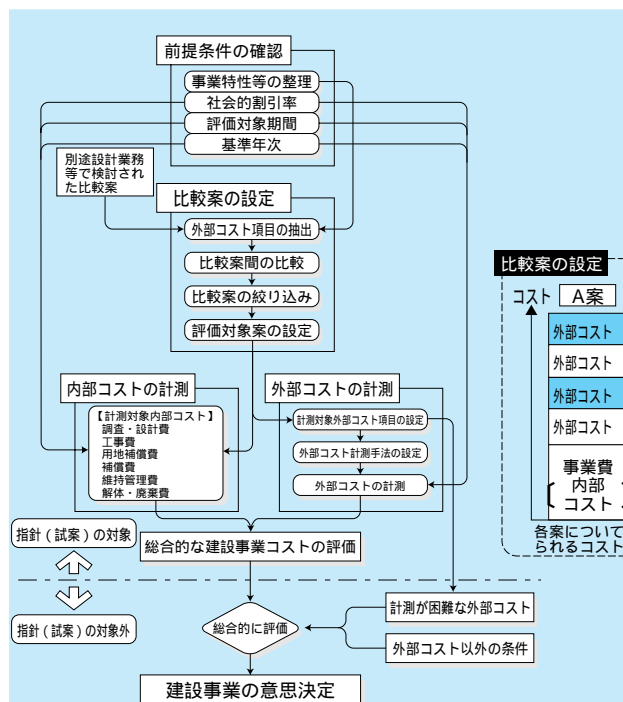 前提条件の確認
事業特性等の整理
社会的割引率
評価対象期間
基準年次
別途設計業務
等で検討され
た比較案
比較案の設定
外部コスト項目の抽出
比較案間の比較
比較案の絞り込み
評価対象案の設定
内部コストの計測
【計測対象内部コスト】
調査・設計費
工事費
用地補償費
補償費
維持管理費
解体・廃棄費
外部コストの計測
計測対象外部コスト項目の設定
外部コスト計測手法の設定
外部コストの計測
指針(試案)の対象
総合的な建設事業コストの評価
指針(試案)の対象外
総合的に評価
計測が困難な外部コスト
外部コスト以外の条件
建設事業の意思決定
比較案の設定
コスト
A案
外部コスト
外部コスト
外部コスト
外部コスト
事業費
内部
コスト
各案について
られるコスト